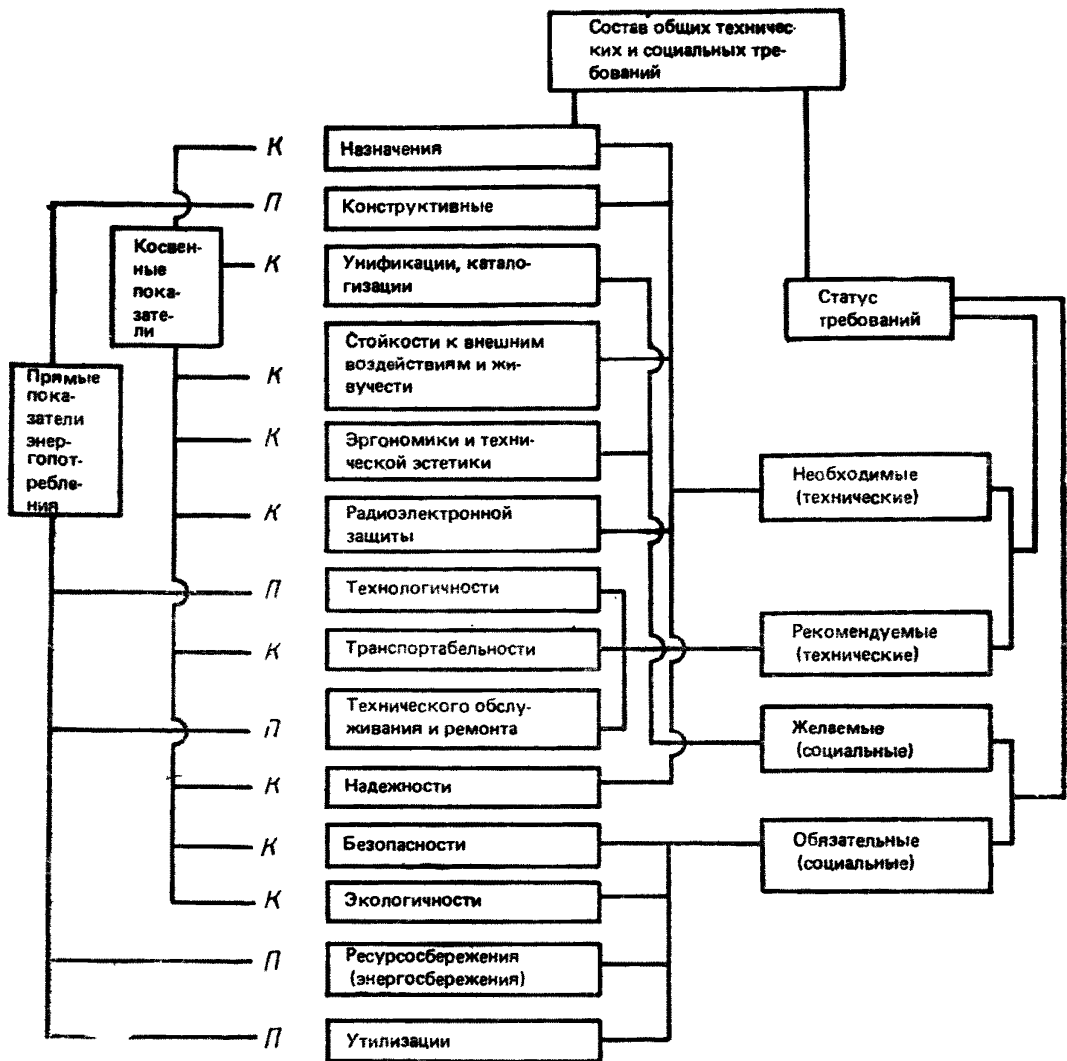 Состав общих техничес-
ких и социальных тре-
бований
К
Назначения
П
Конструктивные
Косвен-
ные
пока-
зате-
ли
К
Унификации, катало-
гизации
Статус
требований
Прямые
пока-
затели
энер-
гопот-
ребле-
ния
К
Стойкости к внешним
воздействиям и жи-
вучести
К
Эргономики и техни-
ческой эстетики
Необходимые
(технические)
К
Радиоэлектронной
защиты
П
Технологичности
К
Транспортабельности
Рекомендуемые
(технические)
П
Технического обслу-
живания и ремонта
Желаемые
(социальные)
К
Надежности
К
Безопасности
Обязательные
(социальные)
К
Экологичности
П
Ресурсосбережения
(энергосбережения)
П
Утилизации